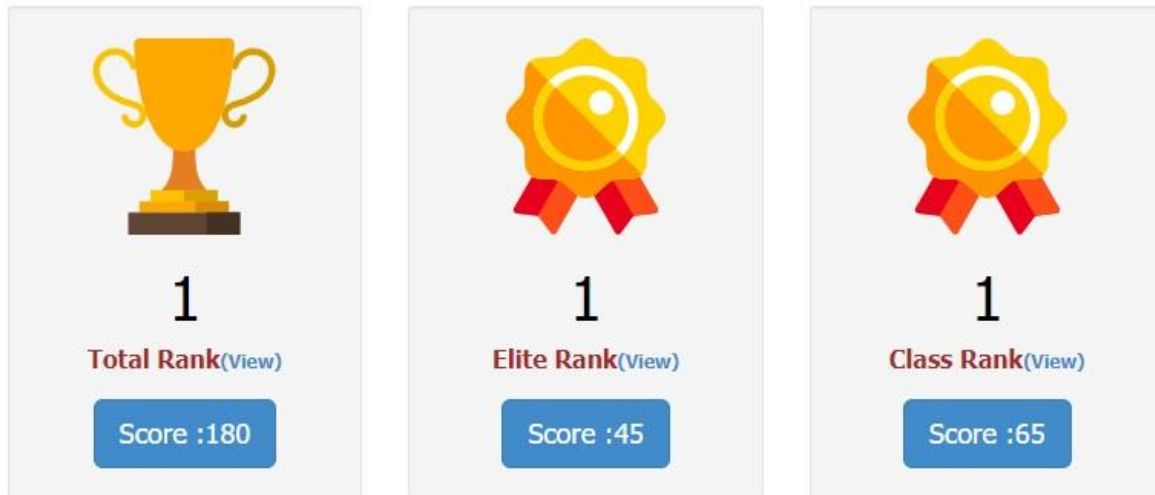 1
Total Rank(View)
Score :180
1
Elite Rank(View)
Score :45
1
Class Rank(View)
Score :65